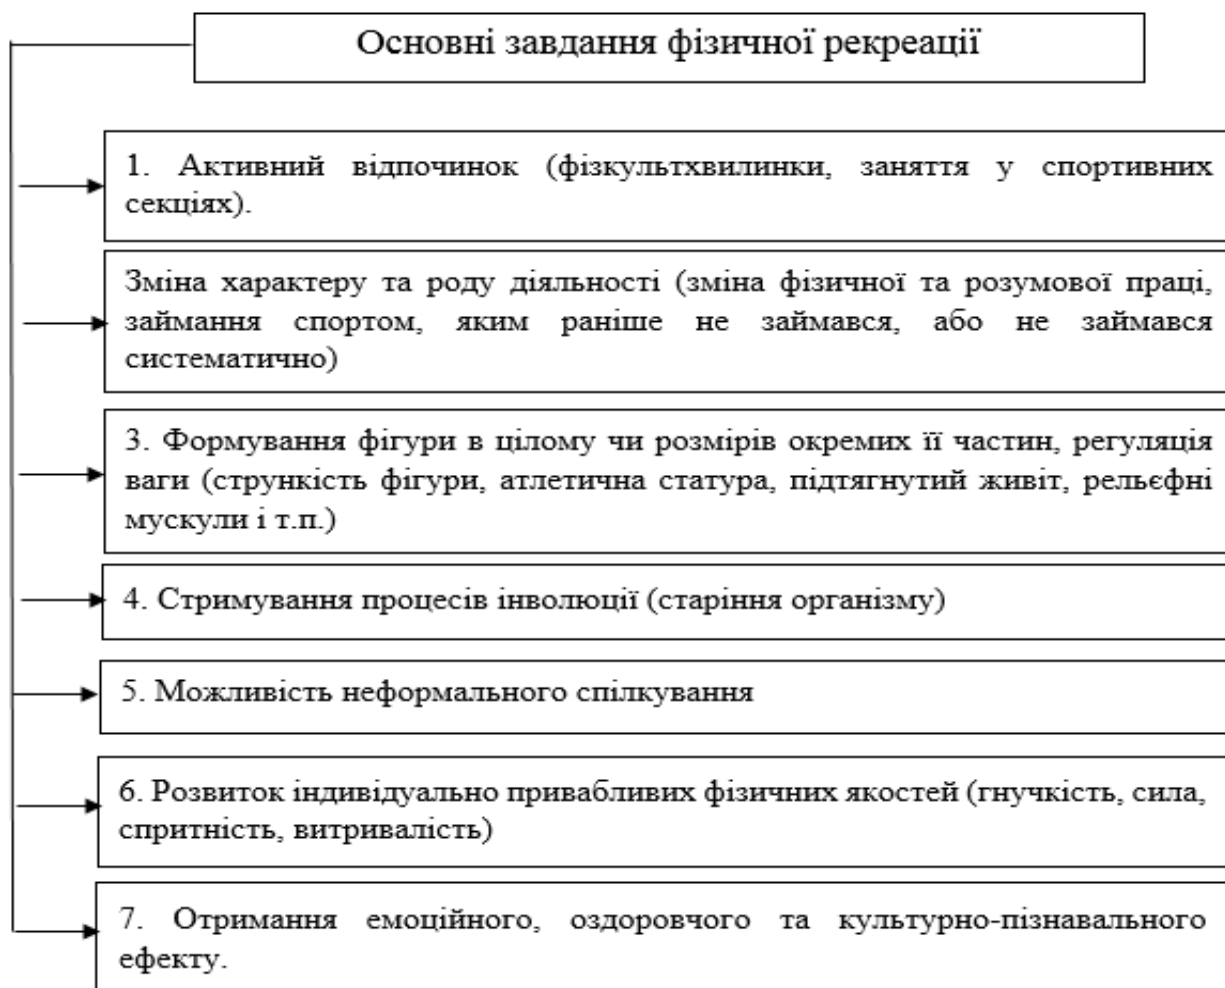 Основні завдання фізичної рекреації
1. Активний відпочинок (фізкультхвилинки, заняття у спортивних
секціях).
Зміна характеру та роду діяльності (зміна фізичної та розумової праці,
займання спортом, яким раніше не займався, або не займався
систематично)
3. Формування фігури в цілому чи розмірів окремих її частин, регуляція
ваги (стрункість фігури, атлетична статура, підтягнутий живіт, рельєфні
мускули і т.п.)
4. Стримування процесів інволюції (старіння організму)
5. Можливість неформального спілкування
6. Розвиток індивідуально привабливих фізичних якостей (гнучкість, сила,
спритність, витривалість)
7. Отримання емоційного, оздоровчого та культурно-пізнавального
ефекту.